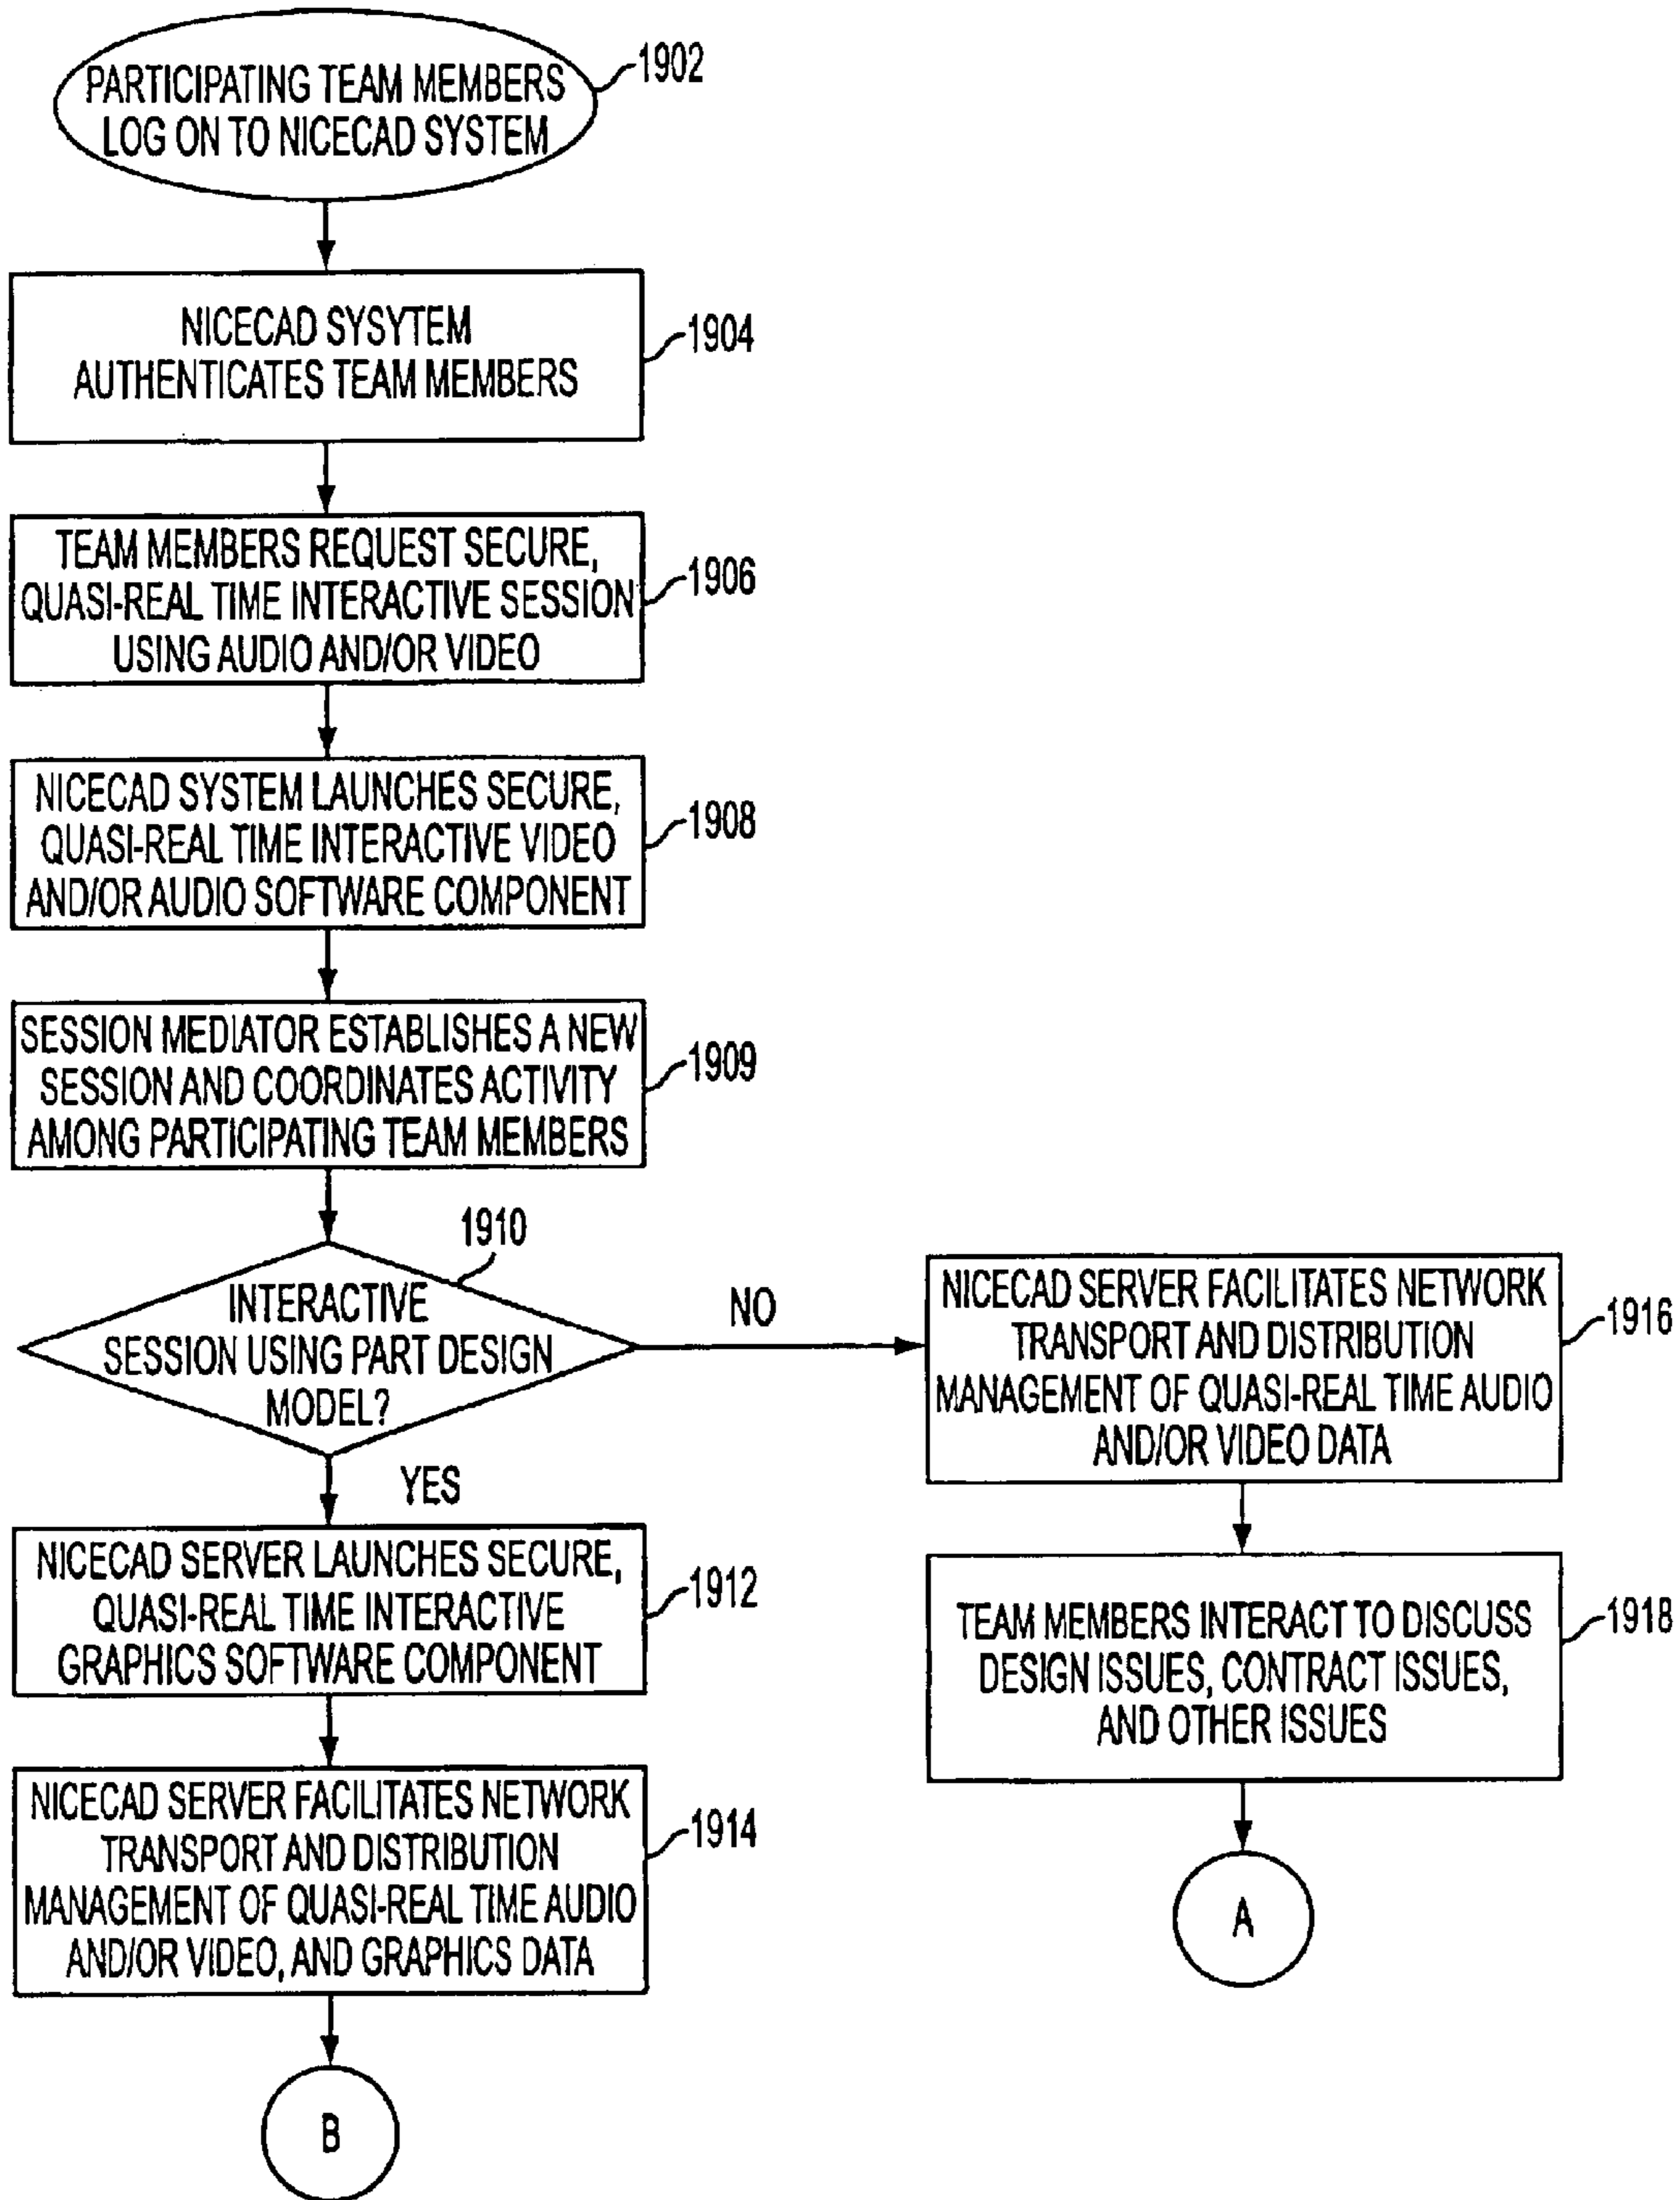 PARTICIPATING TEAM MEMBERS
LOG ON TO NICECAD SYSTEM
1902
NICECAD SYSYTEM
AUTHENTICATES TEAM MEMBERS
1904
TEAM MEMBERS REQUEST SECURE,
QUASI-REAL TIME INTERACTIVE SESSION
USING AUDIO AND/OR VIDEO
1906
NICECAD SYSTEM LAUNCHES SECURE,
QUASI-REAL TIME INTERACTIVE VIDEO
AND/OR AUDIO SOFTWARE COMPONENT
1908
SESSION MEDIATOR ESTABLISHES A NEW
SESSION AND COORDINATES ACTIVITY
AMONG PARTICIPATING TEAM MEMBERS
1909
1910
INTERACTIVE
SESSION USING PART DESIGN
MODEL?
NO
YES
NICECAD SERVER LAUNCHES SECURE,
QUASI-REAL TIME INTERACTIVE
GRAPHICS SOFTWARE COMPONENT
1912
NICECAD SERVER FACILITATES NETWORK
TRANSPORT AND DISTRIBUTION
MANAGEMENT OF QUASI-REAL TIME AUDIO
AND/OR VIDEO, AND GRAPHICS DATA
1914
B
NICECAD SERVER FACILITATES NETWORK
TRANSPORT AND DISTRIBUTION
MANAGEMENT OF QUASI-REAL TIME AUDIO
AND/OR VIDEO DATA
1916
TEAM MEMBERS INTERACT TO DISCUSS
DESIGN ISSUES, CONTRACT ISSUES,
AND OTHER ISSUES
1918
A